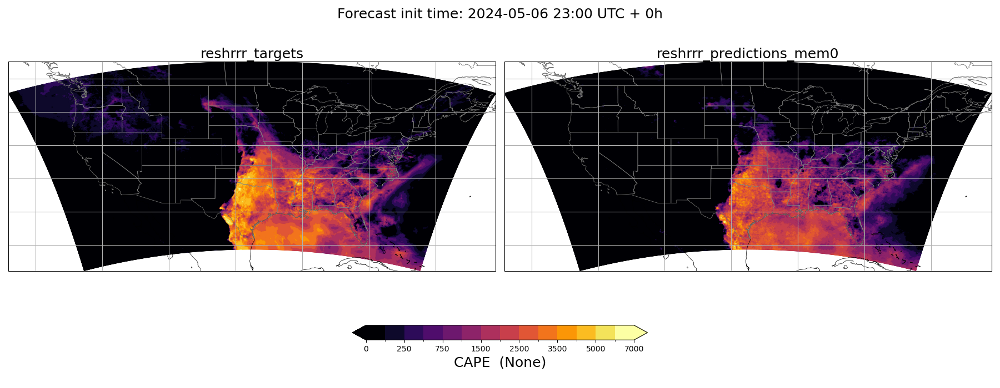 Forecast init time: 2024-05-06 23:00 UTC + 0h
reshrrr_targets
reshrrr_predictions_mem0
0 250 750 1500 2500 3500 5000 7000
CAPE (None)